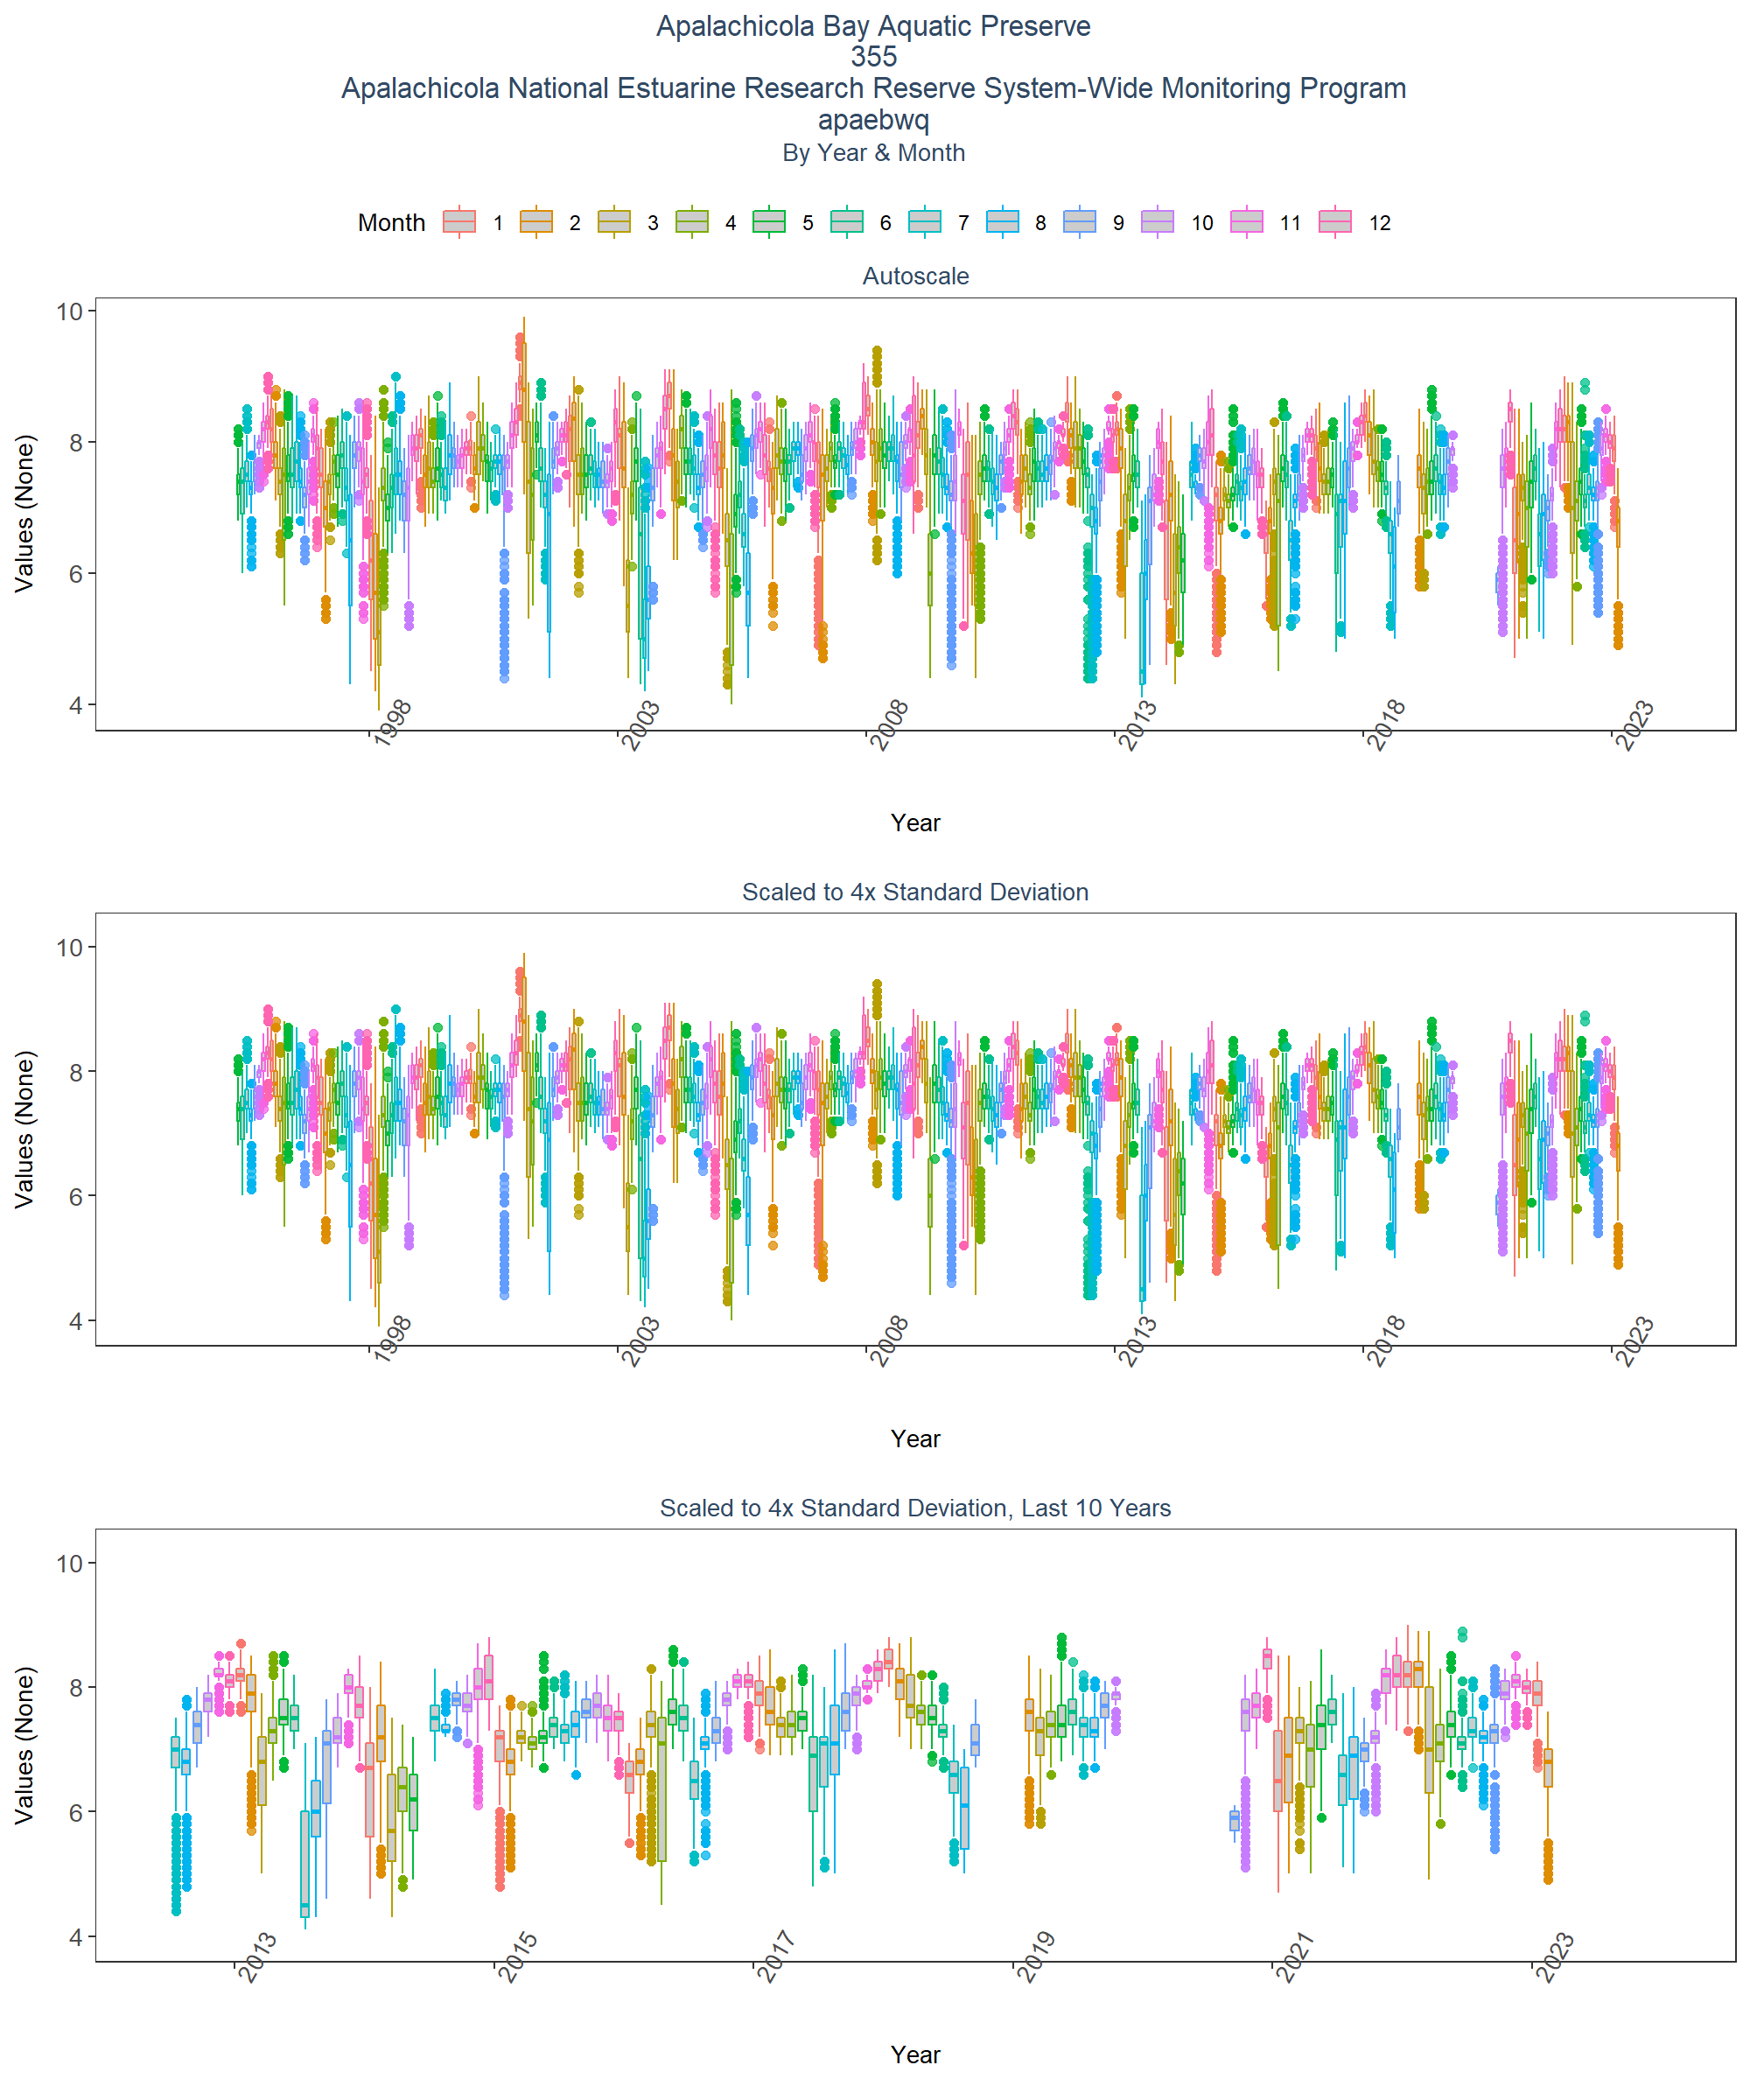 Apalachicola Bay Aquatic Preserve
355
Apalachicola National Estuarine Research Reserve System-Wide Monitoring Program
apaebwq
By Year & Month
Month 1 2 3 4 5 6 7 8 9 10 11 12
Autoscale
Values (None)
10
8
6
4
1998 2003 2008 2013 2018 2023
Year
Scaled to 4x Standard Deviation
Values (None)
10
8
6
4
1998 2003 2008 2013 2018 2023
Year
Scaled to 4x Standard Deviation, Last 10 Years
Values (None)
10
8
6
4
2013 2015 2017 2019 2021 2023
Year